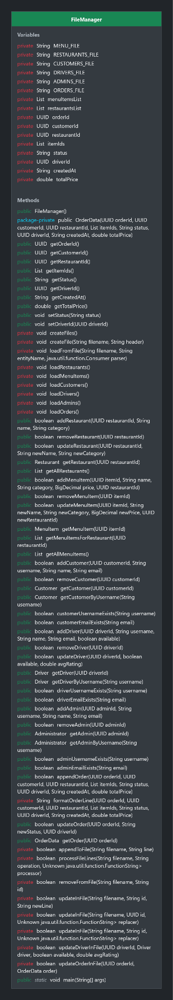 FileManager
Variables
private String MENU_FILE
private String RESTAURANTS_FILE
private String CUSTOMERS_FILE
private String DRIVERS_FILE
private String ADMINS_FILE
private String ORDERS_FILE
private List menuItemsList
private List restaurantsList
private UUID orderId
private UUID customerId
private UUID restaurantId
private List itemIds
private String status
private UUID driverId
private String createdAt
private double totalPrice
Methods
public FileManager()
package-private public OrderData(UUID orderId, UUID
customerId, UUID restaurantId, List itemIds, String status,
UUID driverId, String createdAt, double totalPrice)
public UUID getOrderId()
public UUID getCustomerId()
public UUID getRestaurantId()
public List getItemIds()
public String getStatus()
public UUID getDriverId()
public String getCreatedAt()
public double getTotalPrice()
public void setStatus(String status)
public void setDriverId(UUID driverId)
private void createFiles()
private void createFile(String filename, String header)
private void loadFromFile(String filename, String
entityName, java.util.function.Consumer parser)
private void loadRestaurants()
private void loadMenuItems()
private void loadCustomers()
private void loadDrivers()
private void loadAdmins()
private void loadOrders()
public boolean addRestaurant(UUID restaurantId, String
name, String category)
public boolean removeRestaurant(UUID restaurantId)
public boolean updateRestaurant(UUID restaurantId,
String newName, String newCategory)
public Restaurant getRestaurant(UUID restaurantId)
public List getAllRestaurants()
public boolean addMenuItem(UUID itemId, String name,
String category, BigDecimal price, UUID restaurantId)
public boolean removeMenuItem(UUID itemId)
public boolean updateMenuItem(UUID itemId, String
newName, String newCategory, BigDecimal newPrice, UUID
newRestaurantId)
public MenuItem getMenuItem(UUID itemId)
public List getMenuItemsForRestaurant(UUID
restaurantId)
public List getAllMenuItems()
public boolean addCustomer(UUID customerId, String
username, String name, String email)
public boolean removeCustomer(UUID customerId)
public Customer getCustomer(UUID customerId)
public Customer getCustomerByUsername(String
username)
public boolean customerUsernameExists(String username)
public boolean customerEmailExists(String email)
public boolean addDriver(UUID driverId, String username,
String name, String email, boolean available)
public boolean removeDriver(UUID driverId)
public boolean updateDriver(UUID driverId, boolean
available, double avgRating)
public Driver getDriver(UUID driverId)
public Driver getDriverByUsername(String username)
public boolean driverUsernameExists(String username)
public boolean driverEmailExists(String email)
public boolean addAdmin(UUID adminId, String
username, String name, String email)
public boolean removeAdmin(UUID adminId)
public Administrator getAdmin(UUID adminId)
public Administrator getAdminByUsername(String
username)
public boolean adminUsernameExists(String username)
public boolean adminEmailExists(String email)
public boolean appendOrder(UUID orderId, UUID
customerId, UUID restaurantId, List itemIds, String status,
UUID driverId, String createdAt, double totalPrice)
private String formatOrderLine(UUID orderId, UUID
customerId, UUID restaurantId, List itemIds, String status,
UUID driverId, String createdAt, double totalPrice)
public boolean updateOrder(UUID orderId, String
newStatus, UUID driverId)
public OrderData getOrder(UUID orderId)
private boolean appendToFile(String filename, String line)
private boolean processFileLines(String filename, String
operation, Unknown java.util.function.FunctionString>
processor)
private boolean removeFromFile(String filename, String
id)
private boolean updateInFile(String filename, String id,
String newLine)
private boolean updateInFile(String filename, UUID id,
Unknown java.util.function.FunctionString> replacer)
private boolean updateInFile(String filename, String id,
Unknown java.util.function.FunctionString> replacer)
private boolean updateDriverInFile(UUID driverId, Driver
driver, boolean available, double avgRating)
private boolean updateOrderInFile(UUID orderId,
OrderData order)
public static void main(String[] args)